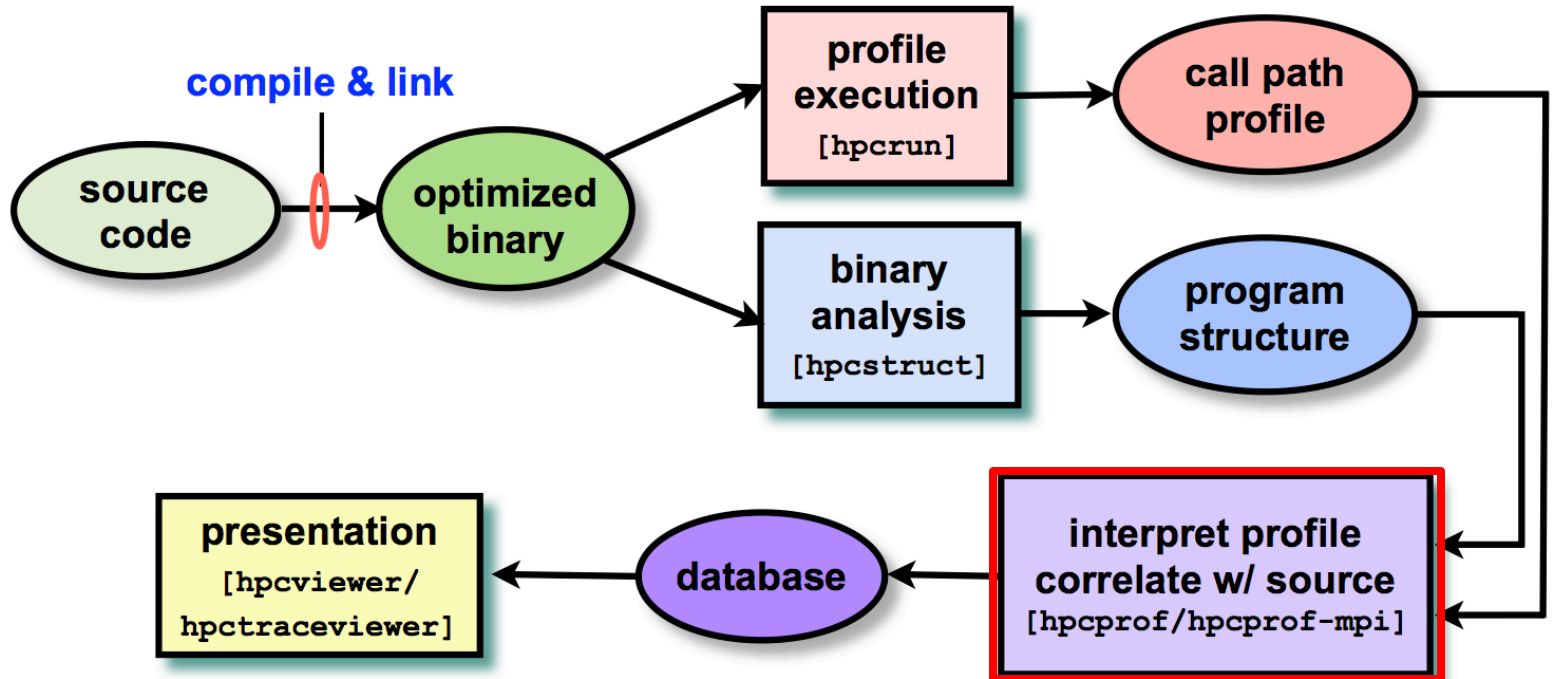 compile & link
source
code
optimized
binary
profile
execution
[hpcrun]
call path
profile
binary
analysis
[hpcstruct]
program
structure
interpret profile
correlate w/ source
[hpcprof/hpcprof-mpi]
database
presentation
[hpcviewer/
hpctraceviewer]